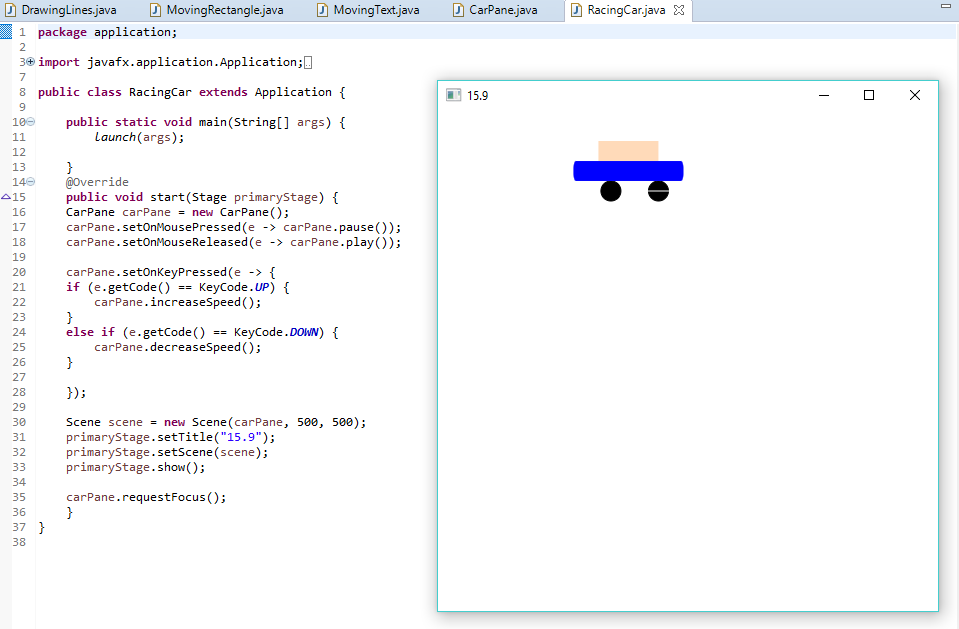 DrawingLines.java MovingRectangle.java MovingText.java CarPane.java RacingCar.java
1 package application;
2
3 import javafx.application.Application;
7
8 public class RacingCar extends Application {
9
10 public static void main(String[] args) {
11 launch(args);
12
13 }
14 @Override
15 public void start(Stage primaryStage) {
16 CarPane carPane = new CarPane();
17 carPane.setOnMousePressed(e -> carPane.pause());
18 carPane.setOnMouseReleased(e -> carPane.play());
19
20 carPane.setOnKeyPressed(e -> {
21 if (e.getCode() == KeyCode.UP) {
22 carPane.increaseSpeed();
23 }
24 else if (e.getCode() == KeyCode.DOWN) {
25 carPane.decreaseSpeed();
26 }
27
28 });
29
30 Scene scene = new Scene(carPane, 500, 500);
31 primaryStage.setTitle("15.9");
32 primaryStage.setScene(scene);
33 primaryStage.show();
34
35 carPane.requestFocus();
36 }
37 }
38
15.9